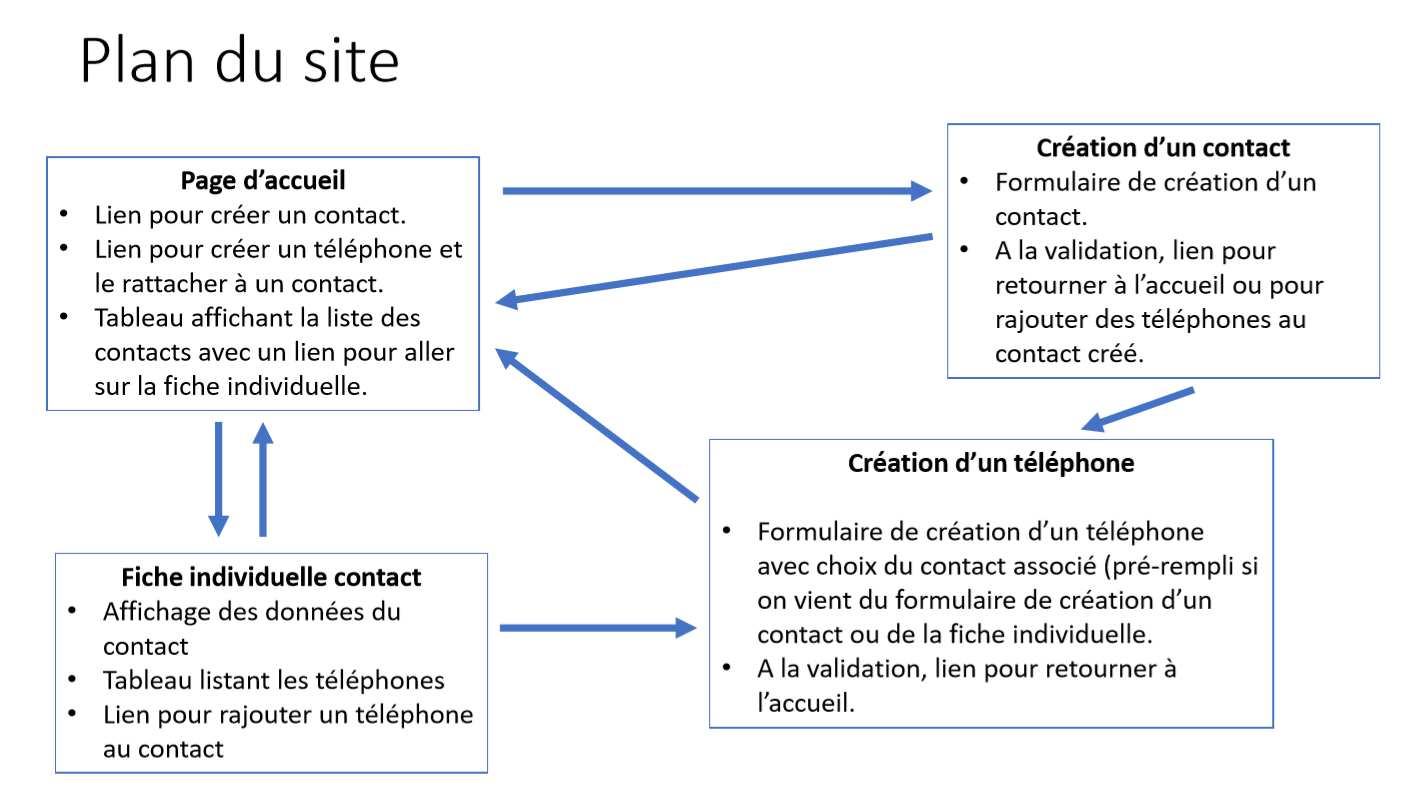 Plan du site
Page d’accueil
• Lien pour créer un contact.
• Lien pour créer un téléphone et
le rattacher à un contact.
• Tableau affichant la liste des
contacts avec un lien pour aller
sur la fiche individuelle.
Création d’un contact
• Formulaire de création d’un
contact.
• A la validation, lien pour
retourner à l’accueil ou pour
rajouter des téléphones au
contact créé.
Fiche individuelle contact
• Affichage des données du
contact
• Tableau listant les téléphones
• Lien pour rajouter un téléphone
au contact
Création d’un téléphone
• Formulaire de création d’un téléphone
avec choix du contact associé (pré-rempli si
on vient du formulaire de création d’un
contact ou de la fiche individuelle.
• A la validation, lien pour retourner à
l’accueil.